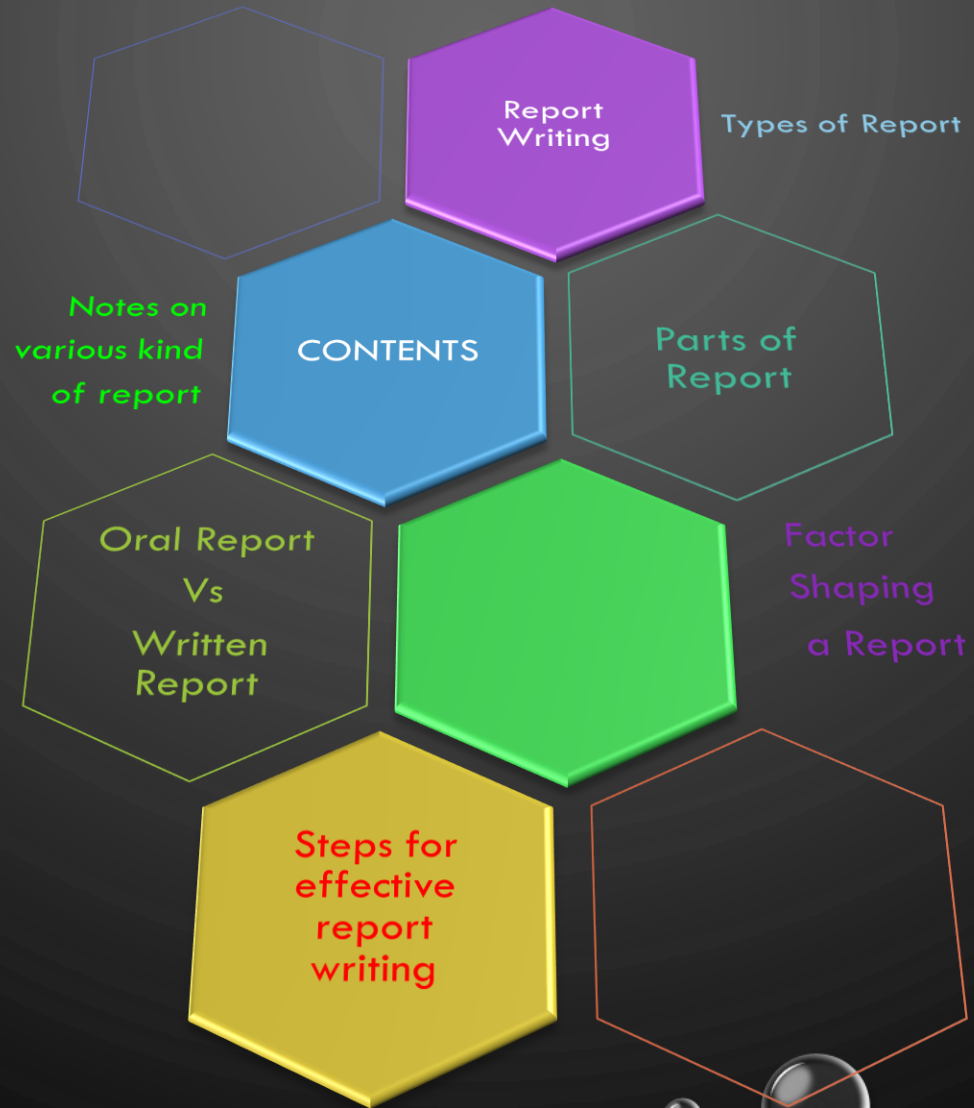 Report
Writing
Types of Report
Notes on
various kind
of report
CONTENTS
Parts of
Report
Oral Report
Vs
Written
Report
Factor
Shaping
a Report
Steps for
effective
report
writing